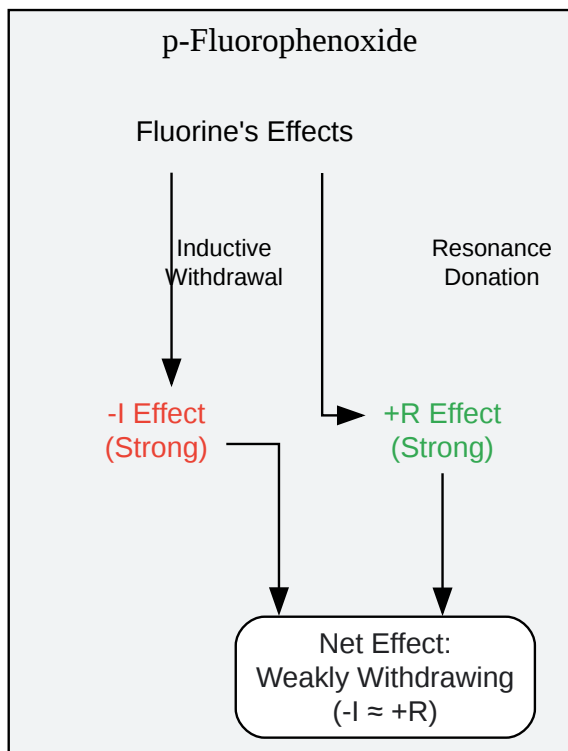 p-Fluorophenoxide
Fluorine's Effects
Inductive
Withdrawal
Resonance
Donation
-I Effect
(Strong)
+R Effect
(Strong)
Net Effect:
Weakly Withdrawing
(-I ≈ +R)